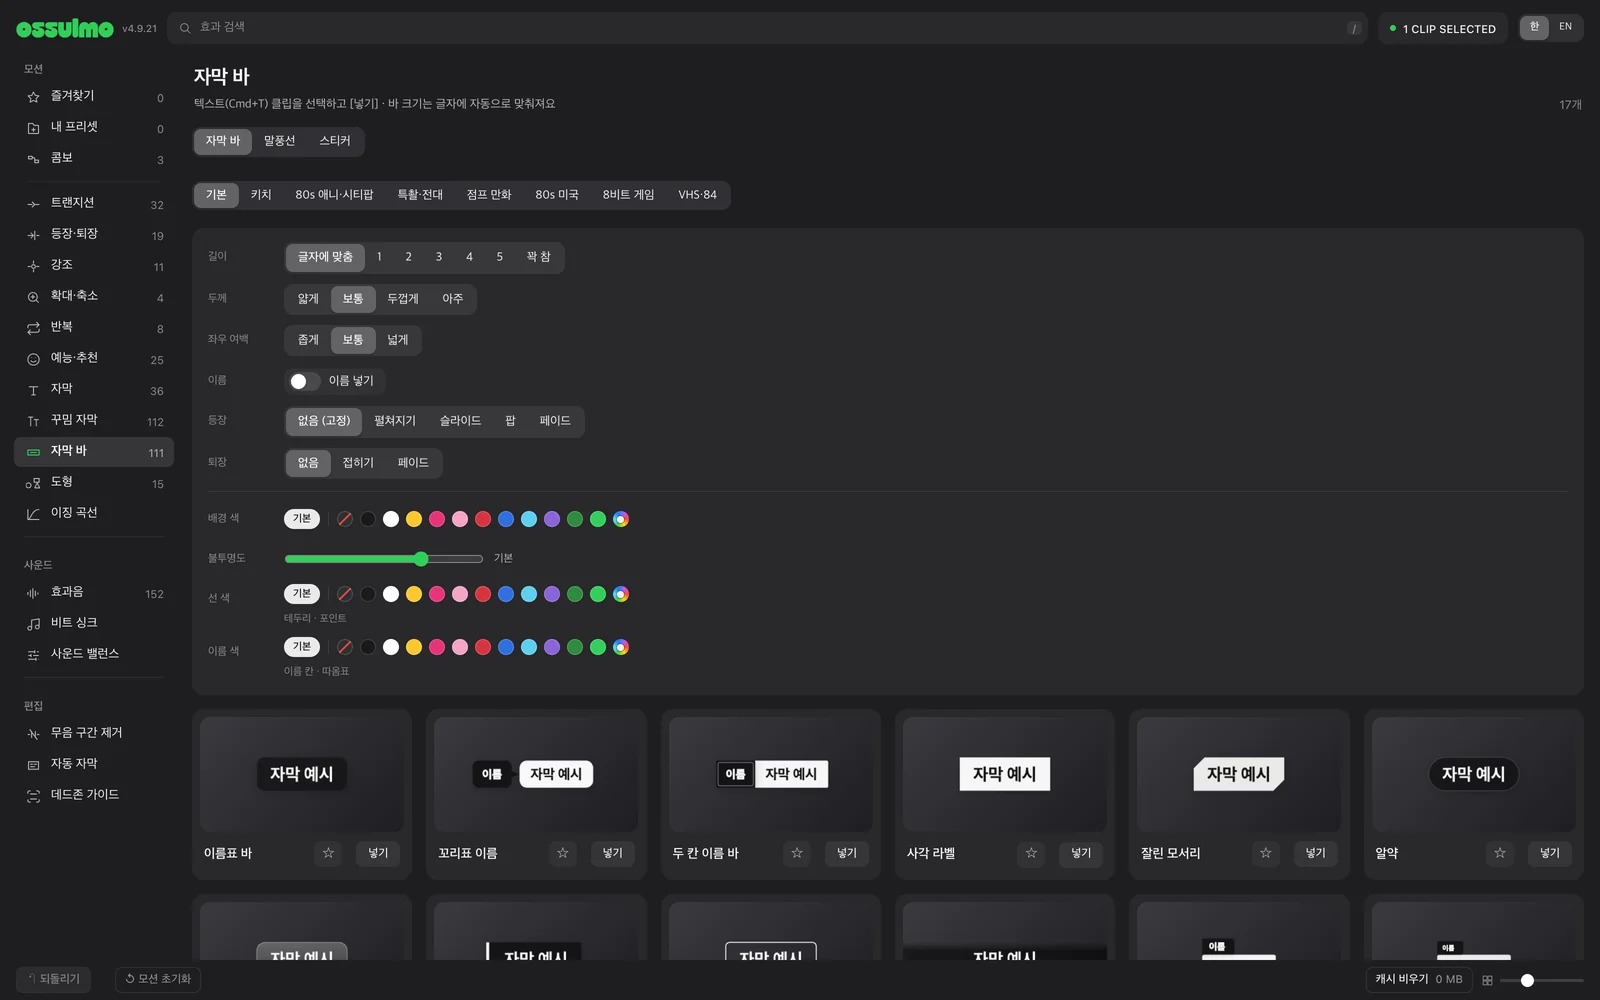 ossulmo v4.9.21
효과 검색 /
1 CLIP SELECTED
한 EN
모션
즐겨찾기 0
내 프리셋 0
콤보 3
트랜지션 32
등장·퇴장 19
강조 11
확대·축소 4
반복 8
예능·추천 25
자막 36
꾸밈 자막 112
자막 바 111
도형 15
이징 곡선
사운드
효과음 152
비트 싱크
사운드 밸런스
편집
무음 구간 제거
자동 자막
데드존 가이드
자막 바
텍스트(Cmd+T) 클립을 선택하고 [넣기] · 바 크기는 글자에 자동으로 맞춰져요 17개
자막 바 말풍선 스티커
기본 키치 80s 애니·시티팝 특촬·전대 점프 만화 80s 미국 8비트 게임 VHS·84
길이 글자에 맞춤 1 2 3 4 5 꽉 참
두께 얇게 보통 두껍게 아주
좌우 여백 좁게 보통 넓게
이름 이름 넣기
등장 없음 (고정) 펼쳐지기 슬라이드 팝 페이드
퇴장 없음 접히기 페이드
배경 색 기본
불투명도 기본
선 색 기본
테두리 · 포인트
이름 색 기본
이름 칸 · 따옴표
자막 예시
이름 자막 예시
이름 자막 예시
자막 예시
자막 예시
자막 예시
이름표 바 ☆ 넣기
꼬리표 이름 ☆ 넣기
두 칸 이름 바 ☆ 넣기
사각 라벨 ☆ 넣기
잘린 모서리 ☆ 넣기
알약 ☆ 넣기
자막 예시
자막 예시
자막 예시
자막 예시
이름
이름
되돌리기 모션 초기화
캐시 비우기 0 MB